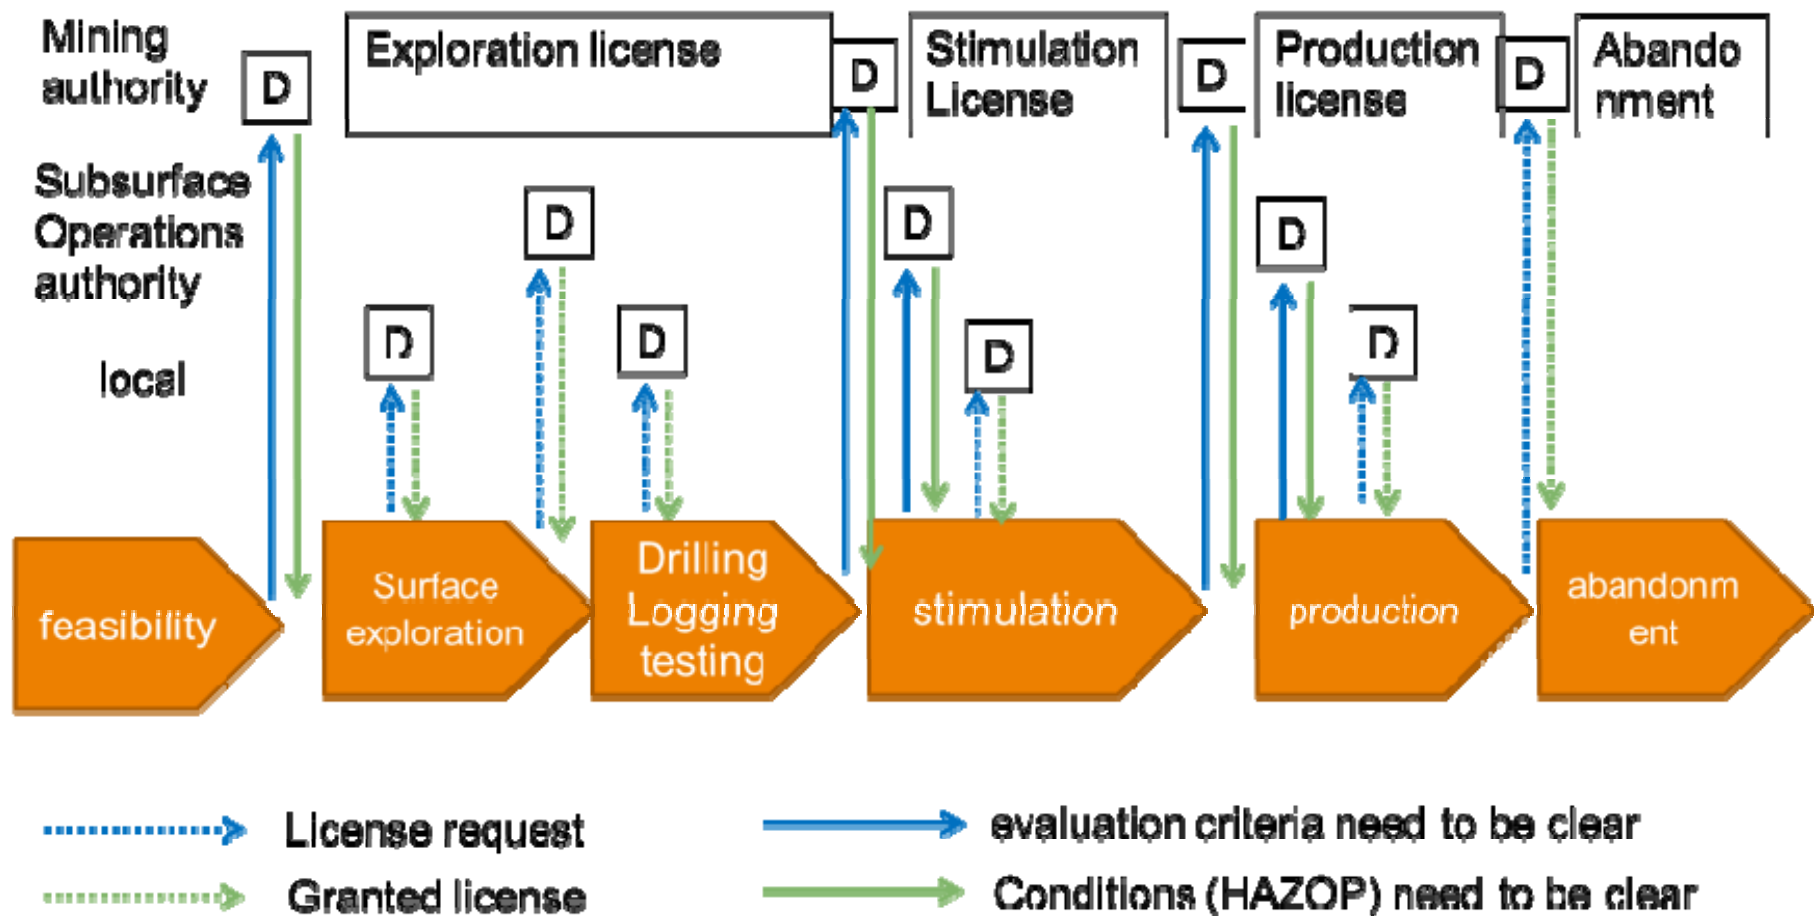 Mining
authority
D
Exploration license
D
Stimulation
License
D
Production
license
D
Abando
nment
Subsurface
Operations
authority
D
D
D
local
D
D
D
D
feasibility
Surface
exploration
Drilling
Logging
testing
stimulation
production
abandonm
ent
License request
evaluation criteria need to be clear
Granted license
Conditions (HAZOP) need to be clear